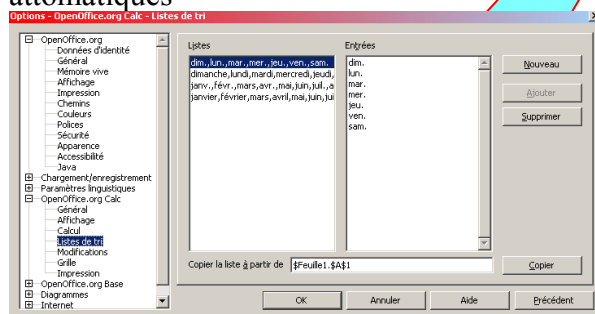 automatiques
Options - OpenOffice.org Calc - Listes de tri
OpenOffice.org
Données d'identité
Général
Mémoire vive
Affichage
Impression
Chemins
Couleurs
Polices
Sécurité
Apparence
Accessibilité
Java
Chargement/enregistrement
Paramètres linguistiques
OpenOffice.org Calc
Général
Affichage
Calcul
Listes de tri
Modifications
Grille
Impression
OpenOffice.org Base
Diagrammes
Internet
Listes
dim.,lun.,mar.,mer.,jeu.,ven.,sam.
dimanche,lundi,mardi,mercredi,jeudi,
janv.,févr.,mars,avr.,mai,juin,juil.,a
janvier,février,mars,avril,mai,juin,jui
Entrées
dim.
lun.
mar.
mer.
jeu.
ven.
sam.
Nouveau
Ajouter
Supprimer
Copier la liste à partir de
$Feuille1.$A$1
Copier
OK
Annuler
Aide
Précédent